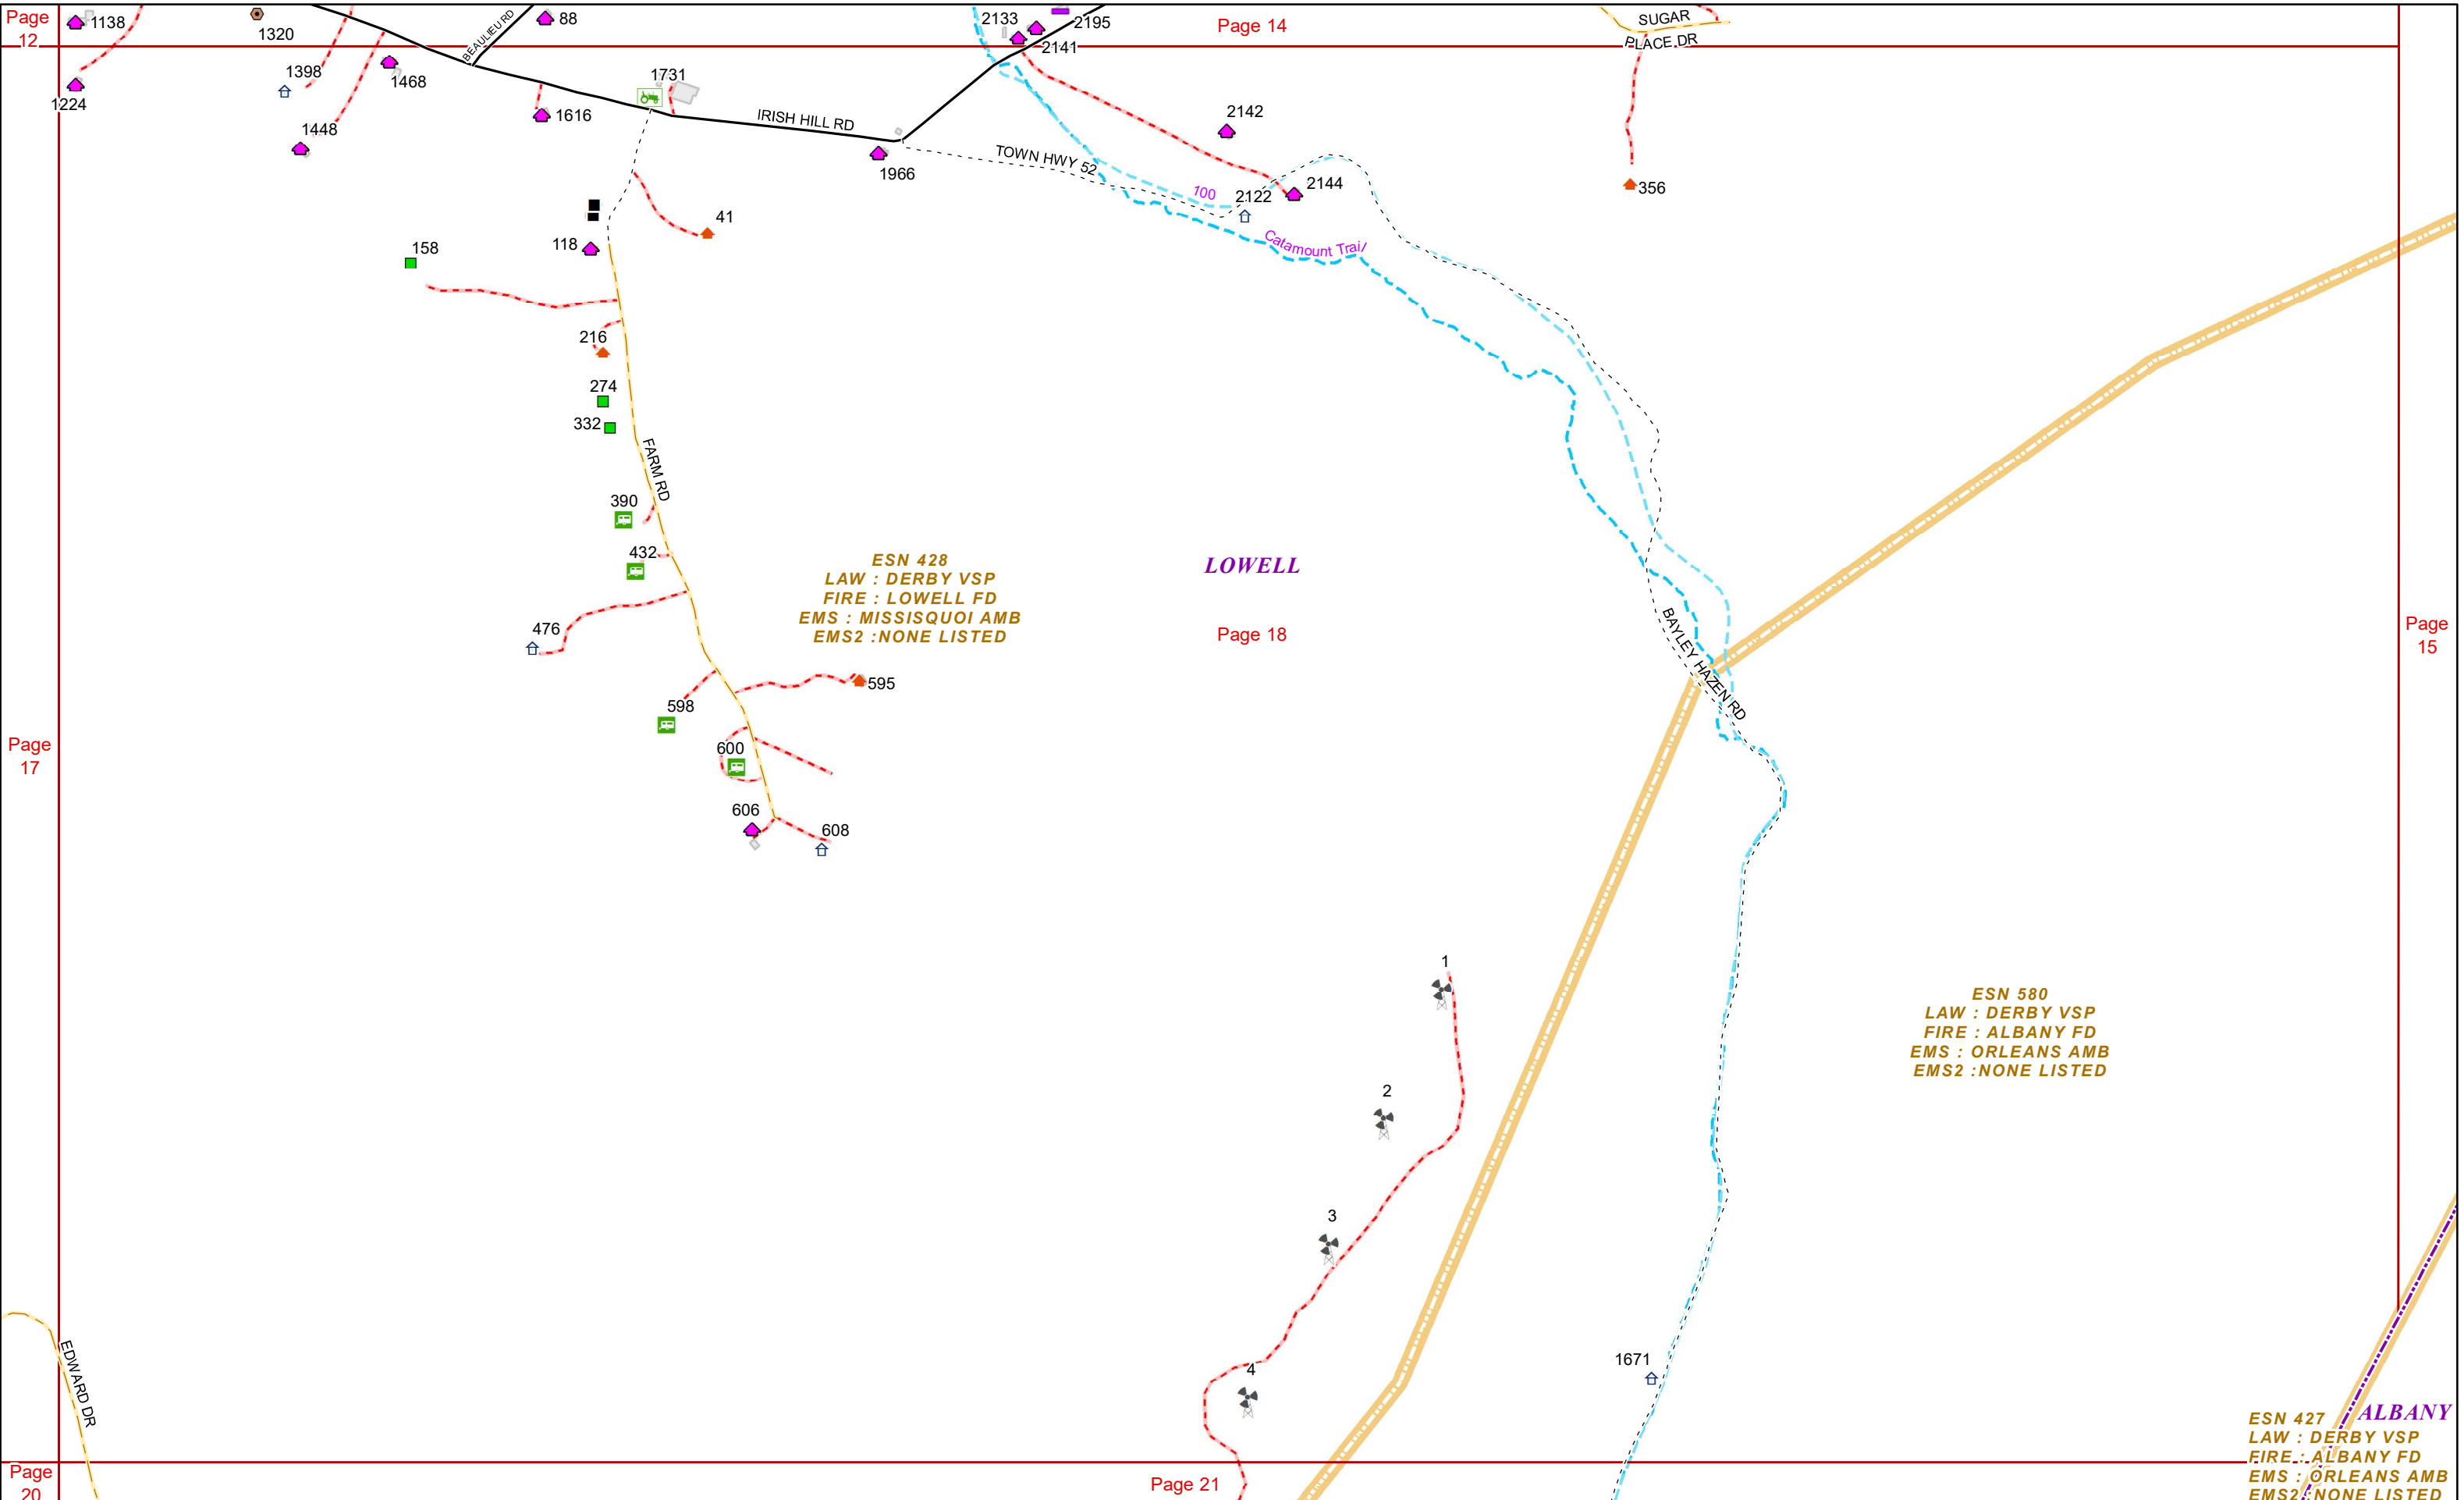 Page
12
1138
1320
BEAULIEU RD
88
2133
2195
2141
Page 14
SUGAR
PLACE DR
1224
1398
1468
1448
1616
1731
IRISH HILL RD
1966
TOWN HWY 52
2142
100
2122
2144
356
Catamount Trail
41
118
158
216
274
332
FARM RD
390
432
476
ESN 428
LAW : DERBY VSP
FIRE : LOWELL FD
EMS : MISSISQUOI AMB
EMS2 :NONE LISTED
LOWELL
Page 18
Page
15
BAYLEY HAZEN RD
595
598
600
Page
17
606
608
1
2
3
4
ESN 580
LAW : DERBY VSP
FIRE : ALBANY FD
EMS : ORLEANS AMB
EMS2 :NONE LISTED
EDWARD DR
1671
ALBANY
ESN 427
LAW : DERBY VSP
FIRE : ALBANY FD
EMS : ORLEANS AMB
EMS2 :NONE LISTED
Page
20
Page 21